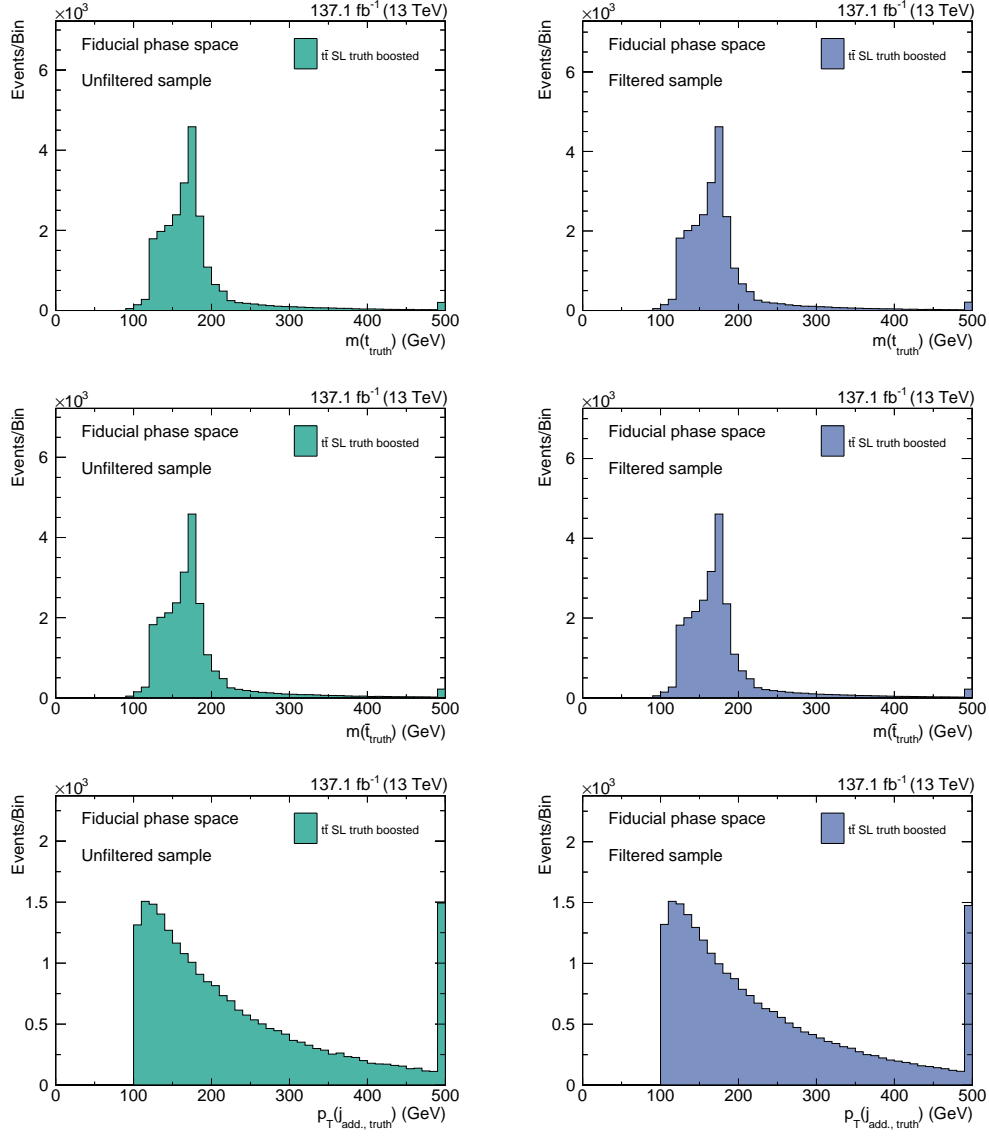 ×10³ 137.1 fb⁻¹ (13 TeV)
Events/Bin
Fiducial phase space
Unfiltered sample
tt̄ SL truth boosted
6
4
2
0
0 100 200 300 400 500
m(t_truth) (GeV)
×10³ 137.1 fb⁻¹ (13 TeV)
Events/Bin
Fiducial phase space
Filtered sample
tt̄ SL truth boosted
6
4
2
0
0 100 200 300 400 500
m(t_truth) (GeV)
×10³ 137.1 fb⁻¹ (13 TeV)
Events/Bin
Fiducial phase space
Unfiltered sample
tt̄ SL truth boosted
6
4
2
0
0 100 200 300 400 500
m(t̄_truth) (GeV)
×10³ 137.1 fb⁻¹ (13 TeV)
Events/Bin
Fiducial phase space
Filtered sample
tt̄ SL truth boosted
6
4
2
0
0 100 200 300 400 500
m(t̄_truth) (GeV)
×10³ 137.1 fb⁻¹ (13 TeV)
Events/Bin
Fiducial phase space
Unfiltered sample
tt̄ SL truth boosted
2
1.5
1
0.5
0
0 100 200 300 400 500
p_T(j_add., truth) (GeV)
×10³ 137.1 fb⁻¹ (13 TeV)
Events/Bin
Fiducial phase space
Filtered sample
tt̄ SL truth boosted
2
1.5
1
0.5
0
0 100 200 300 400 500
p_T(j_add., truth) (GeV)